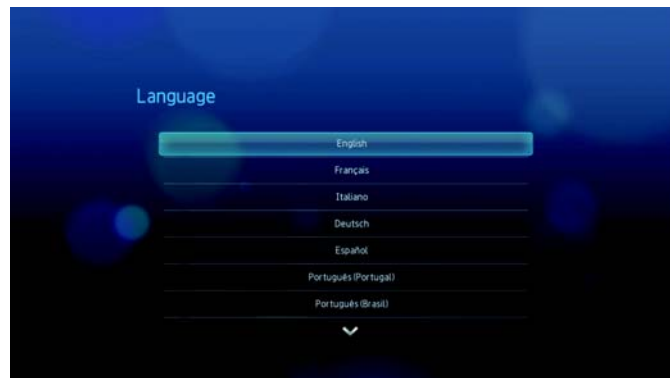 Language
English
Français
Italiano
Deutsch
Español
Português (Portugal)
Português (Brasil)